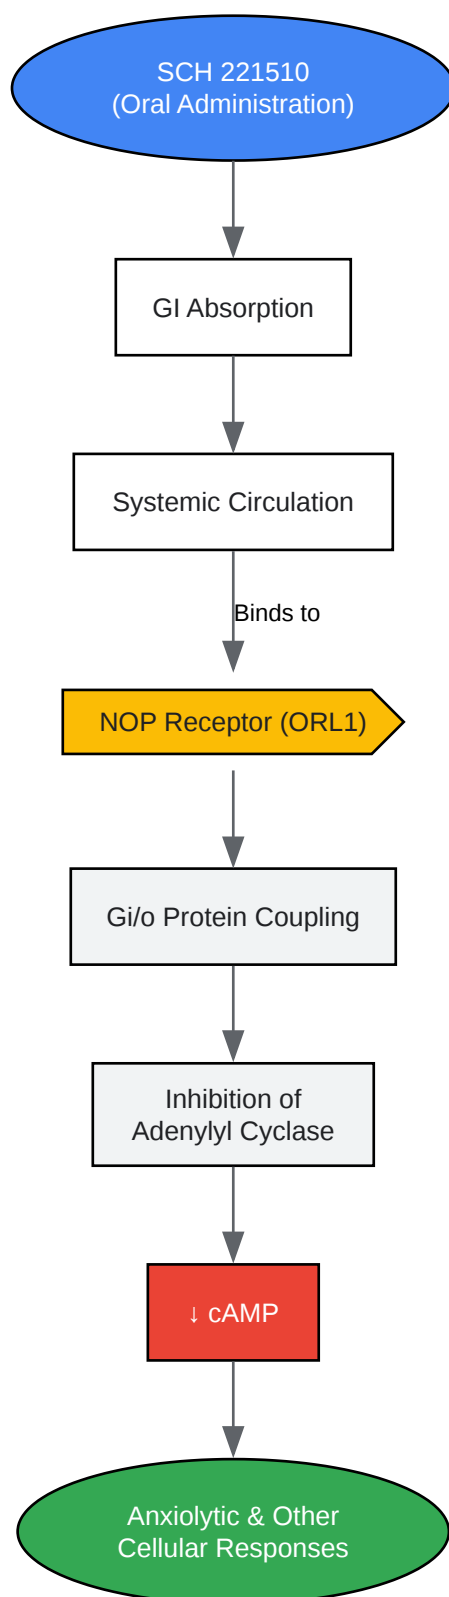 SCH 221510
(Oral Administration)
GI Absorption
Systemic Circulation
Binds to
NOP Receptor (ORL1)
Gi/o Protein Coupling
Inhibition of
Adenylyl Cyclase
↓ cAMP
Anxiolytic & Other
Cellular Responses